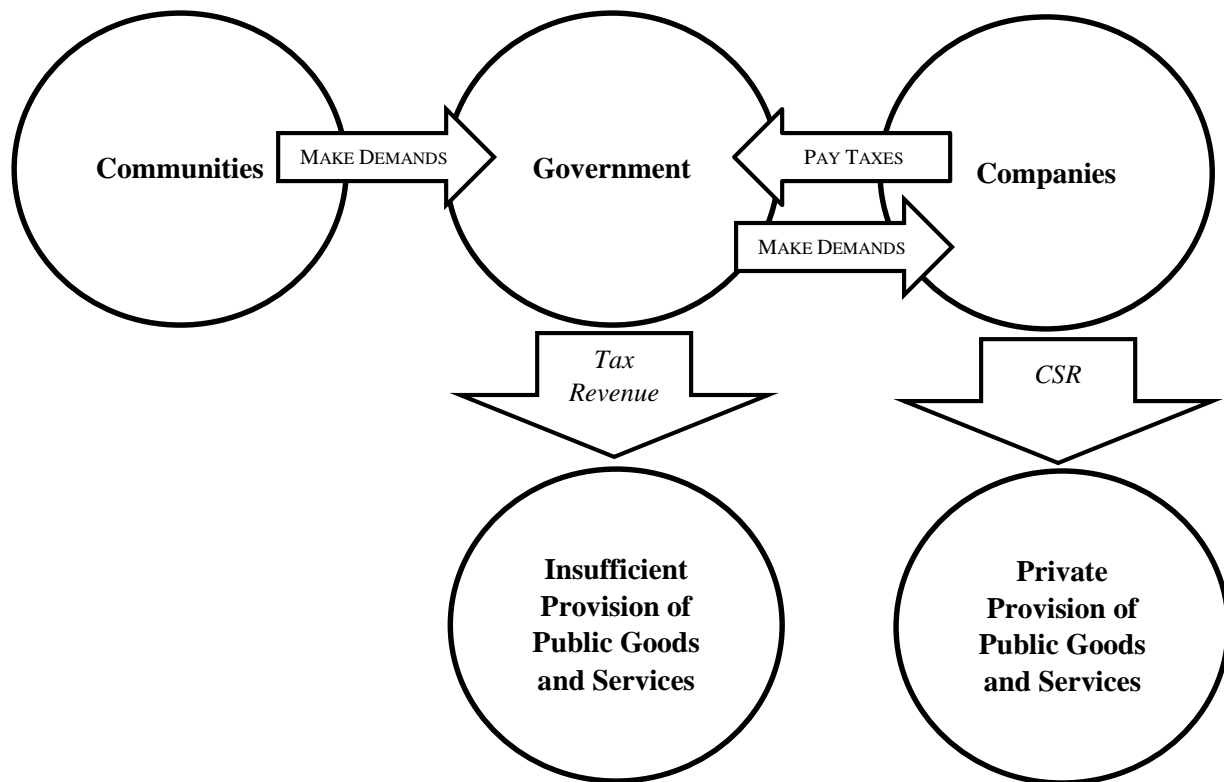 Communities
MAKE DEMANDS
Government
PAY TAXES
Companies
MAKE DEMANDS
Tax
Revenue
CSR
Insufficient
Provision of
Public Goods
and Services
Private
Provision of
Public Goods
and Services